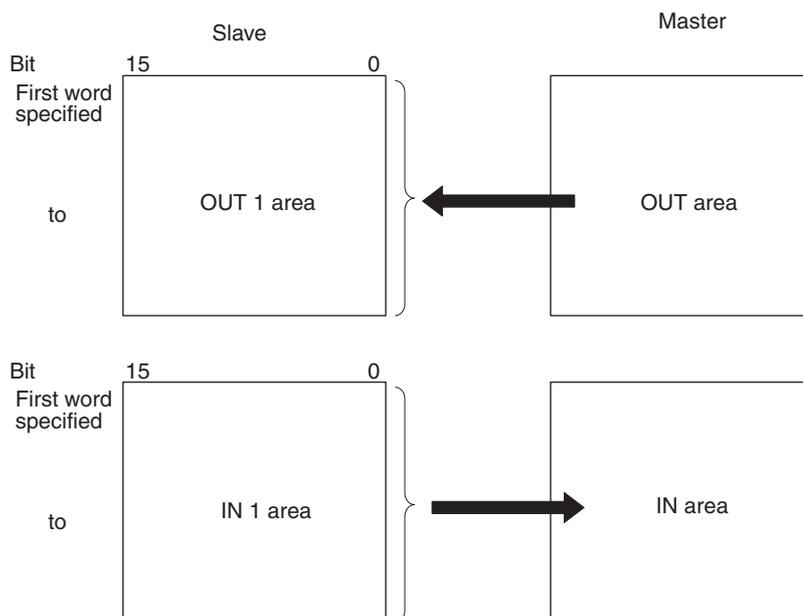 Slave
Master
Bit
15
0
First word
specified
to
OUT 1 area
OUT area
Bit
15
0
First word
specified
to
IN 1 area
IN area